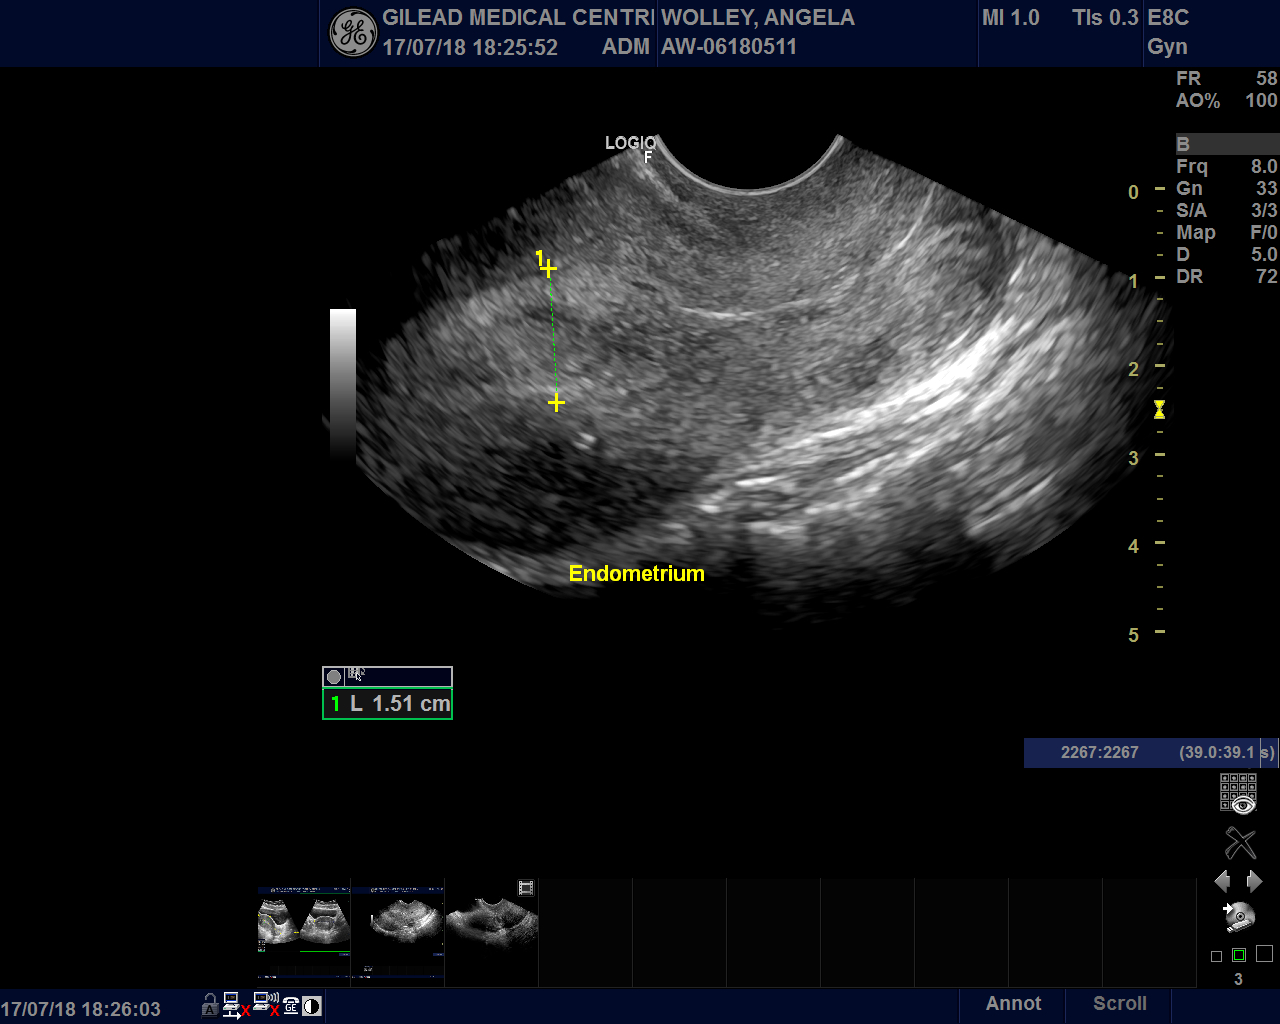 GILEAD MEDICAL CENTR
WOLLEY, ANGELA
MI 1.0
TIs 0.3
E8C
17/07/18 18:25:52
ADM
AW-06180511
Gyn
FR 58
AO% 100
B
Frq 8.0
Gn 33
S/A 3/3
Map F/0
D 5.0
DR 72
LOGIQ
F
0
1
1
2
3
4
5
Endometrium
1 L 1.51 cm
2267:2267 (39.0:39.1 s)
3
17/07/18 18:26:03
GE
Annot
Scroll